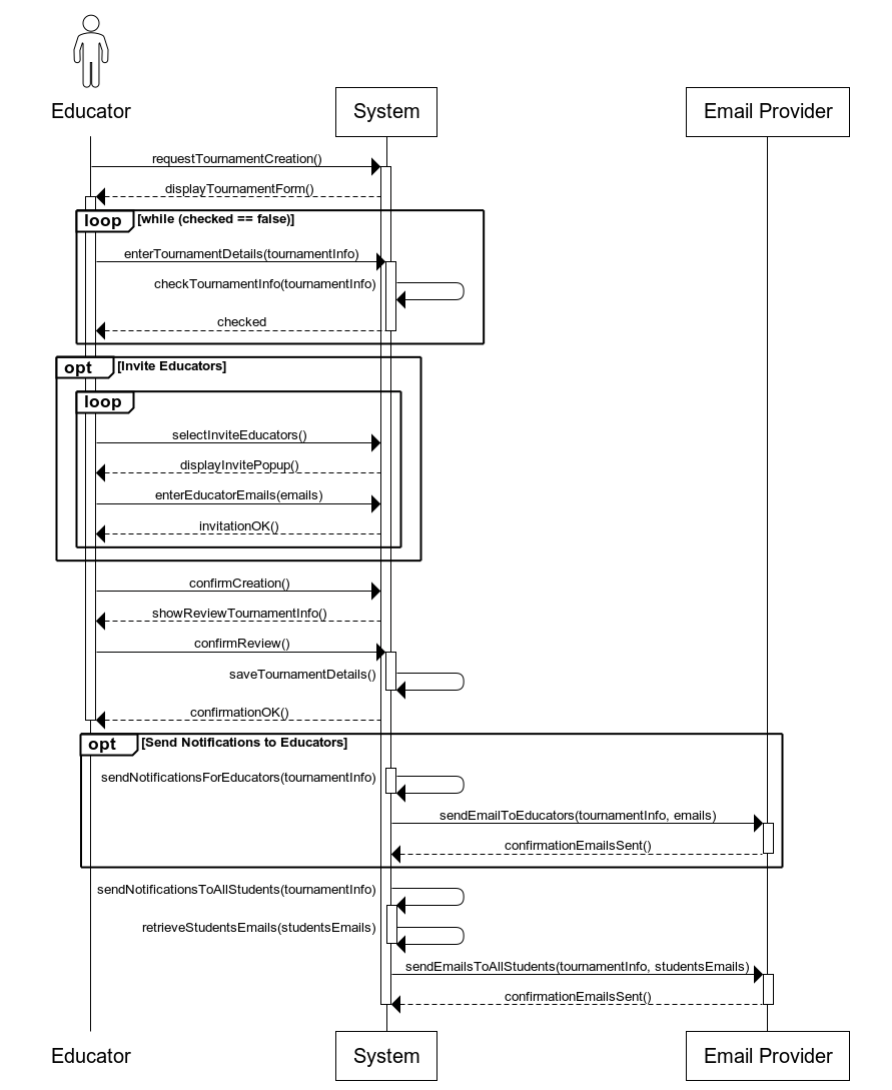 Educator
System
Email Provider
requestTournamentCreation()
displayTournamentForm()
loop
[while (checked == false)]
enterTournamentDetails(tournamentInfo)
checkTournamentInfo(tournamentInfo)
checked
opt
[Invite Educators]
loop
selectInviteEducators()
displayInvitePopup()
enterEducatorEmails(emails)
invitationOK()
confirmCreation()
showReviewTournamentInfo()
confirmReview()
saveTournamentDetails()
confirmationOK()
opt
[Send Notifications to Educators]
sendNotificationsForEducators(tournamentInfo)
sendEmailToEducators(tournamentInfo, emails)
confirmationEmailsSent()
sendNotificationsToAllStudents(tournamentInfo)
retrieveStudentsEmails(studentsEmails)
sendEmailsToAllStudents(tournamentInfo, studentsEmails)
confirmationEmailsSent()
Educator
System
Email Provider